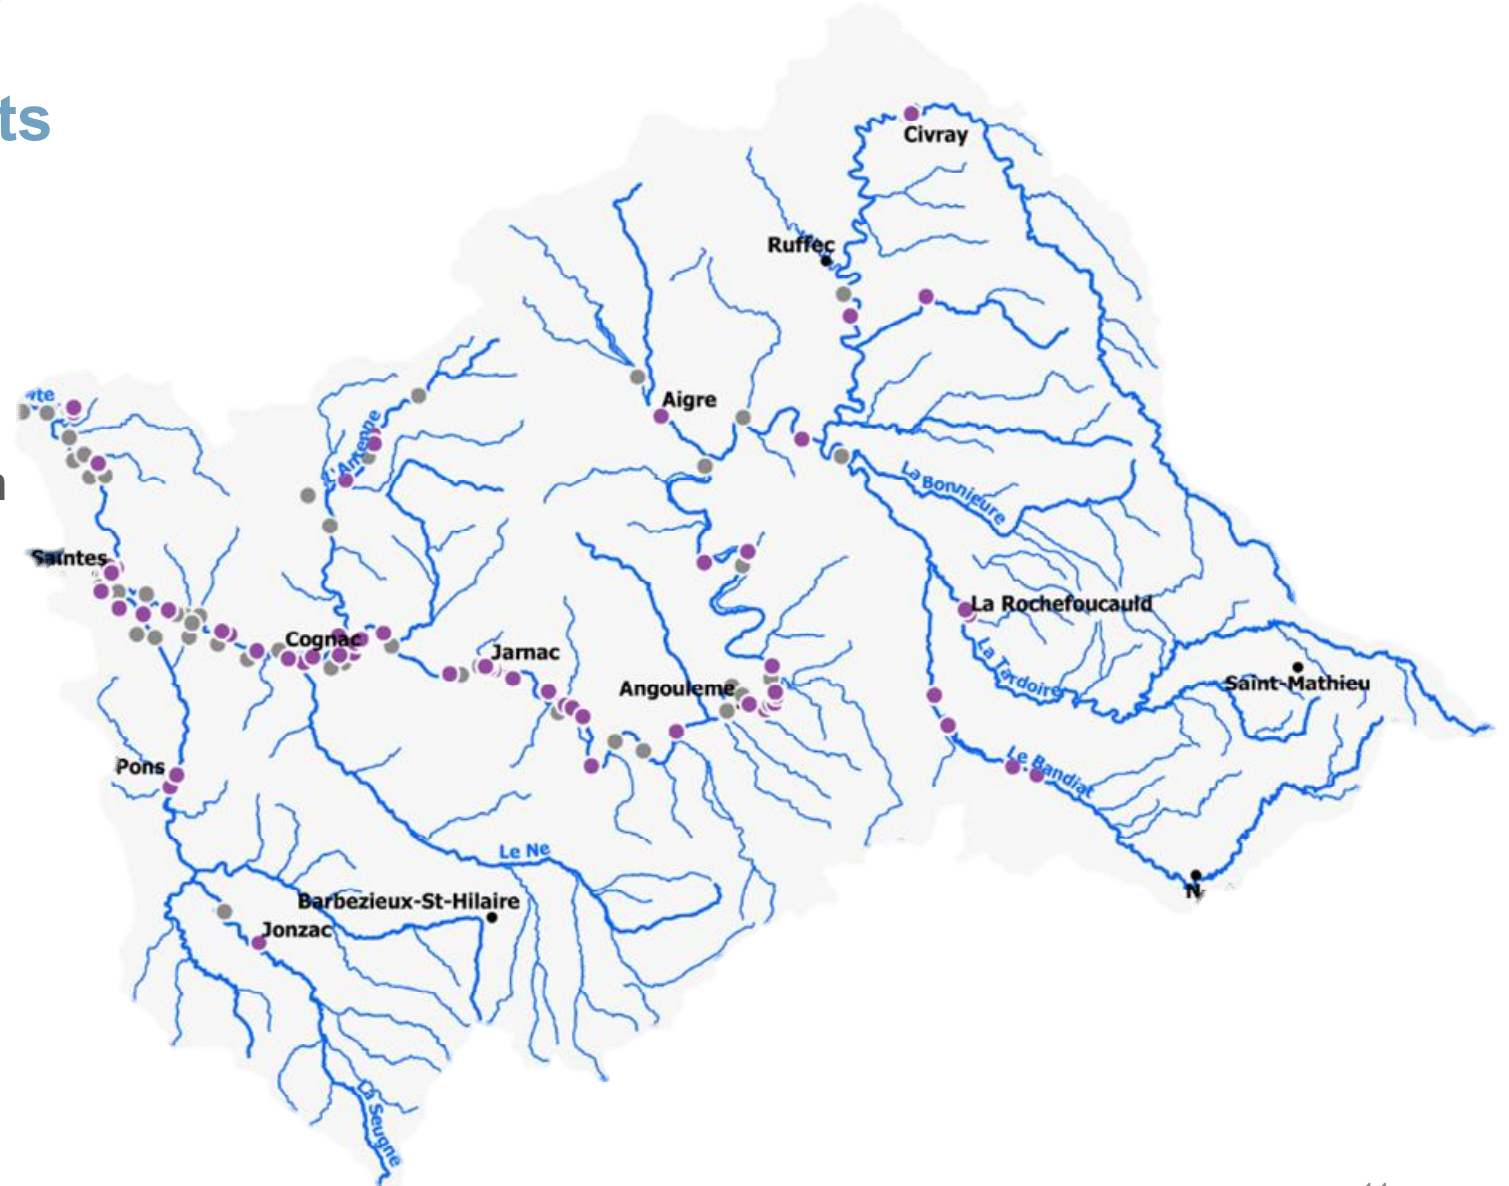 ts
Civray
Ruffec
Aigre
L'Antenne
n
La Bonnieure
Saintes
La Rochefoucauld
Cognac
Jarnac
La Tardoire
Saint-Mathieu
Angouleme
Pons
Le Bandiat
Le Ne
Barbezieux-St-Hilaire
N
Jonzac
La Seugne